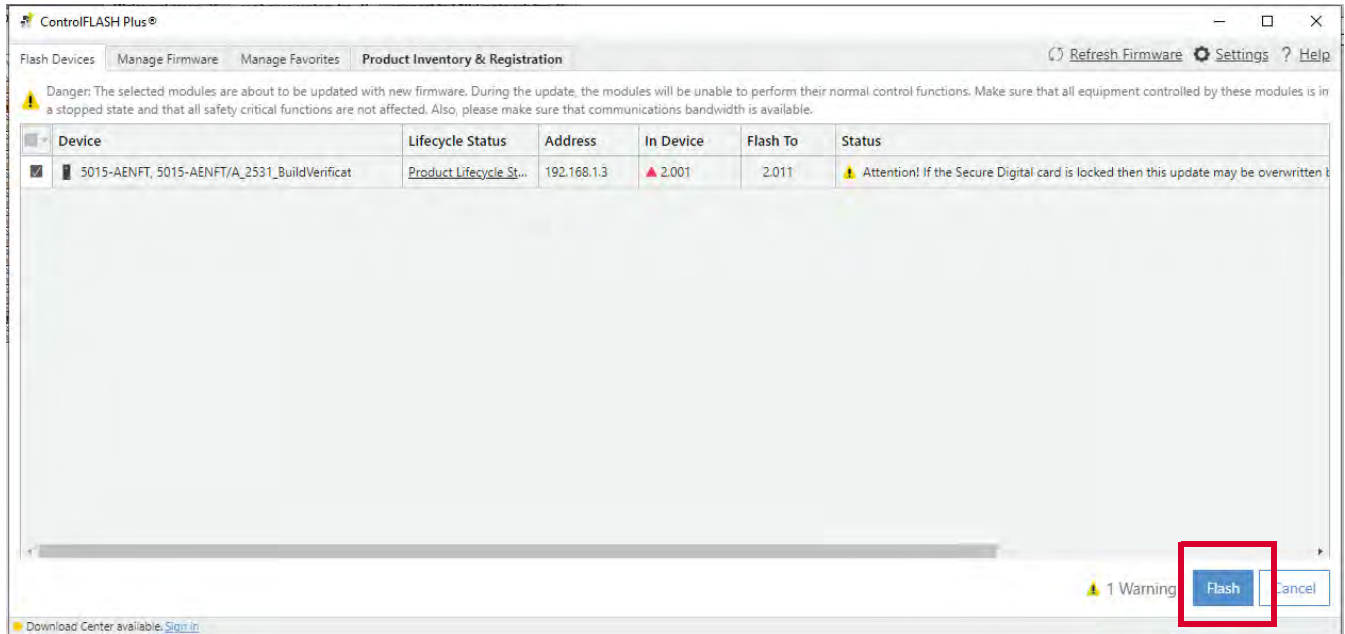 ControlFLASH Plus®
Flash Devices Manage Firmware Manage Favorites Product Inventory & Registration Refresh Firmware Settings ? Help
Danger: The selected modules are about to be updated with new firmware. During the update, the modules will be unable to perform their normal control functions. Make sure that all equipment controlled by these modules is in
a stopped state and that all safety critical functions are not affected. Also, please make sure that communications bandwidth is available.
Device Lifecycle Status Address In Device Flash To Status
5015-AENFT, 5015-AENFT/A_2531_BuildVerificat Product Lifecycle St... 192.168.1.3 2.001 2.011 Attention! If the Secure Digital card is locked then this update may be overwritten
1 Warning Flash Cancel
Download Center available. Sign in